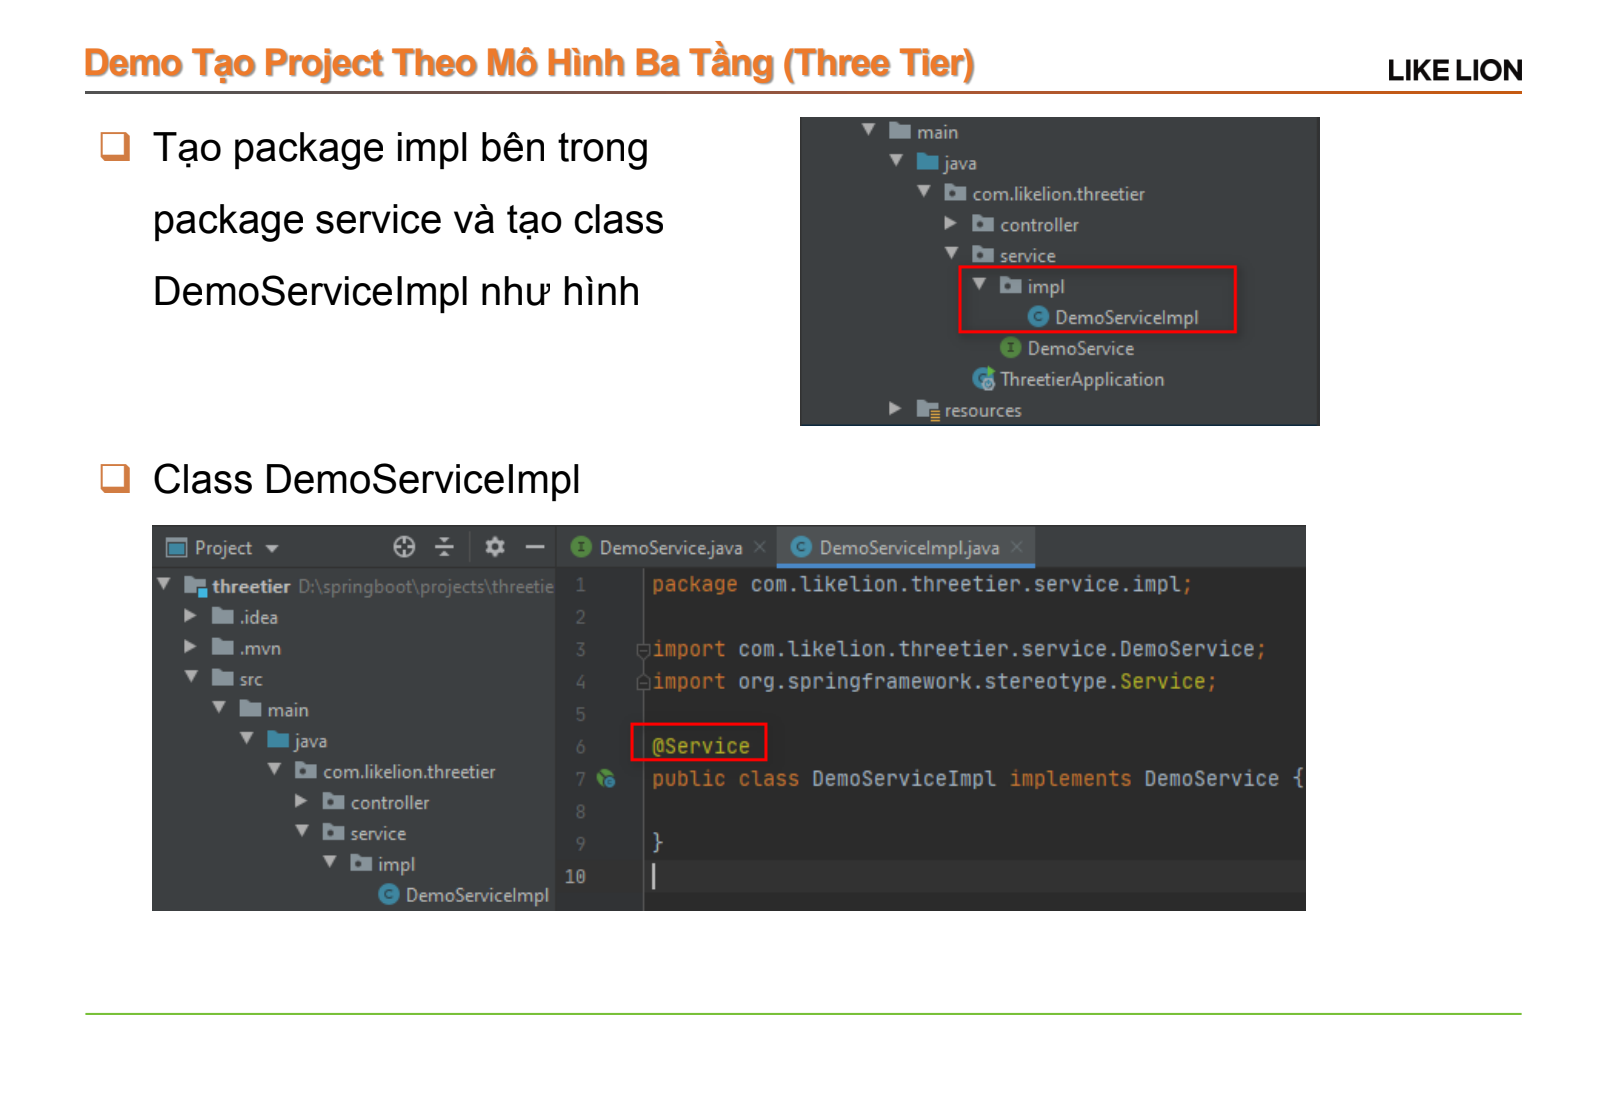 Demo Tạo Project Theo Mô Hình Ba Tầng (Three Tier)
LIKE LION
Tạo package impl bên trong
package service và tạo class
DemoServiceImpl như hình
main
java
com.likelion.threetier
controller
service
impl
DemoServiceImpl
DemoService
ThreetierApplication
resources
Class DemoServiceImpl
Project
threetier D:\springboot\projects\threetie
.idea
.mvn
src
main
java
com.likelion.threetier
controller
service
impl
DemoServiceImpl
DemoService.java DemoServiceImpl.java
1 package com.likelion.threetier.service.impl;
2
3 import com.likelion.threetier.service.DemoService;
4 import org.springframework.stereotype.Service;
5
6 @Service
7 public class DemoServiceImpl implements DemoService {
8
9 }
10